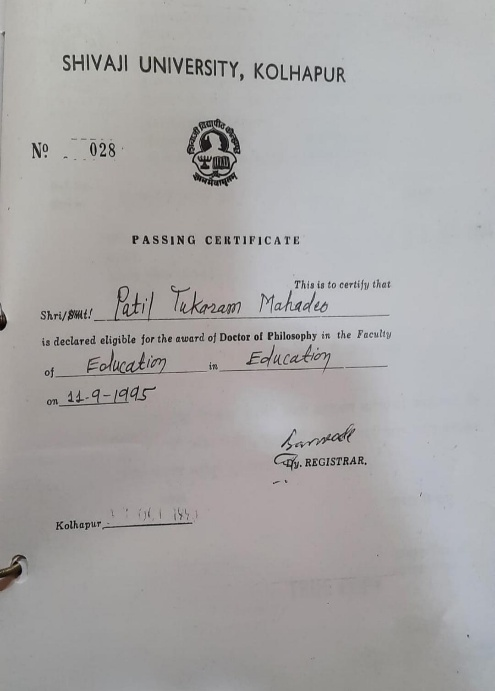 SHIVAJI UNIVERSITY, KOLHAPUR
Nº 028
PASSING CERTIFICATE
This is to certify that
Shri/Smt! Patil Tukaram Mahadeo
is declared eligible for the award of Doctor of Philosophy in the Faculty
of Education in Education
on 11-9-1995
Dy. REGISTRAR.
Kolhapur